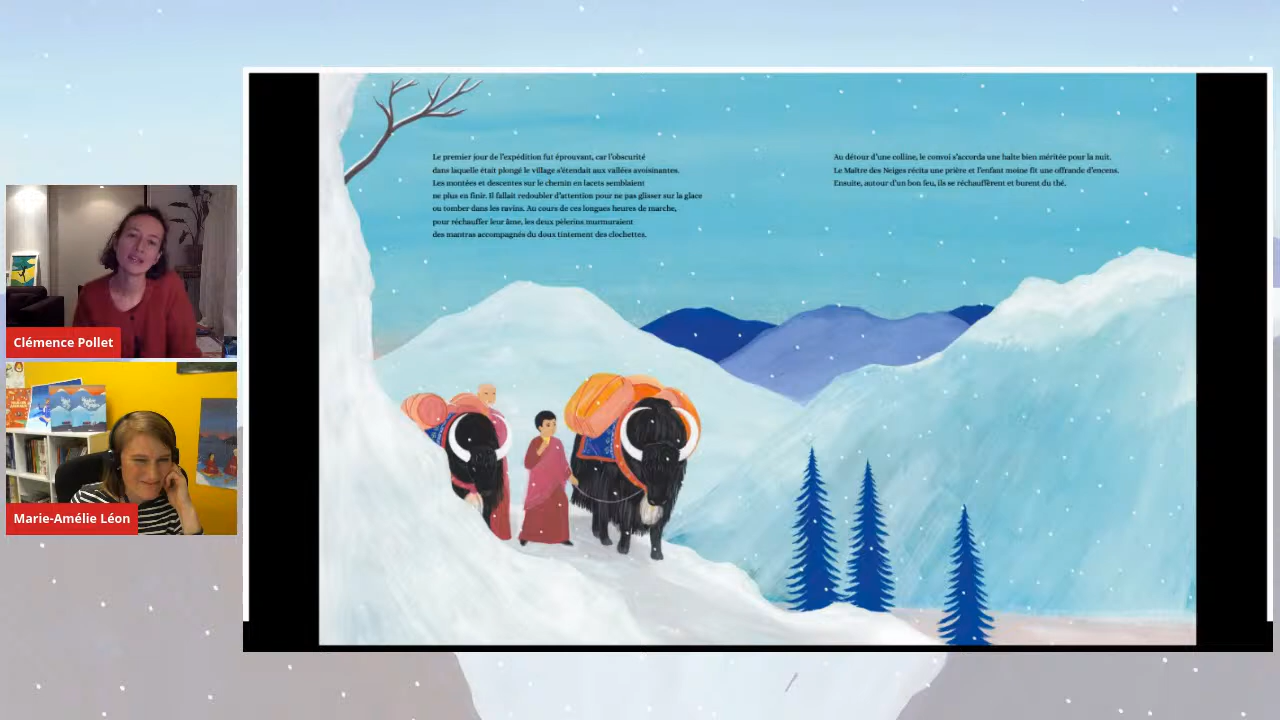 Le premier jour de l'expédition fut éprouvant, car l'obscurité
dans laquelle était plongé le village s'étendait aux vallées avoisinantes.
Les montées et descentes sur le chemin en lacets semblaient
ne plus en finir. Il fallait redoubler d'attention pour ne pas glisser sur la glace
ou tomber dans les ravins. Au cours de ces longues heures de marche,
pour réchauffer leur âme, les deux pèlerins murmuraient
des mantras accompagnés du doux tintement des clochettes.
Au détour d'une colline, le convoi s'accorda une halte bien méritée pour la nuit.
Le Maître des Neiges récita une prière et l'enfant moine fit une offrande d'encens.
Ensuite, autour d'un bon feu, ils se réchauffèrent et burent du thé.
Clémence Pollet
Marie-Amélie Léon